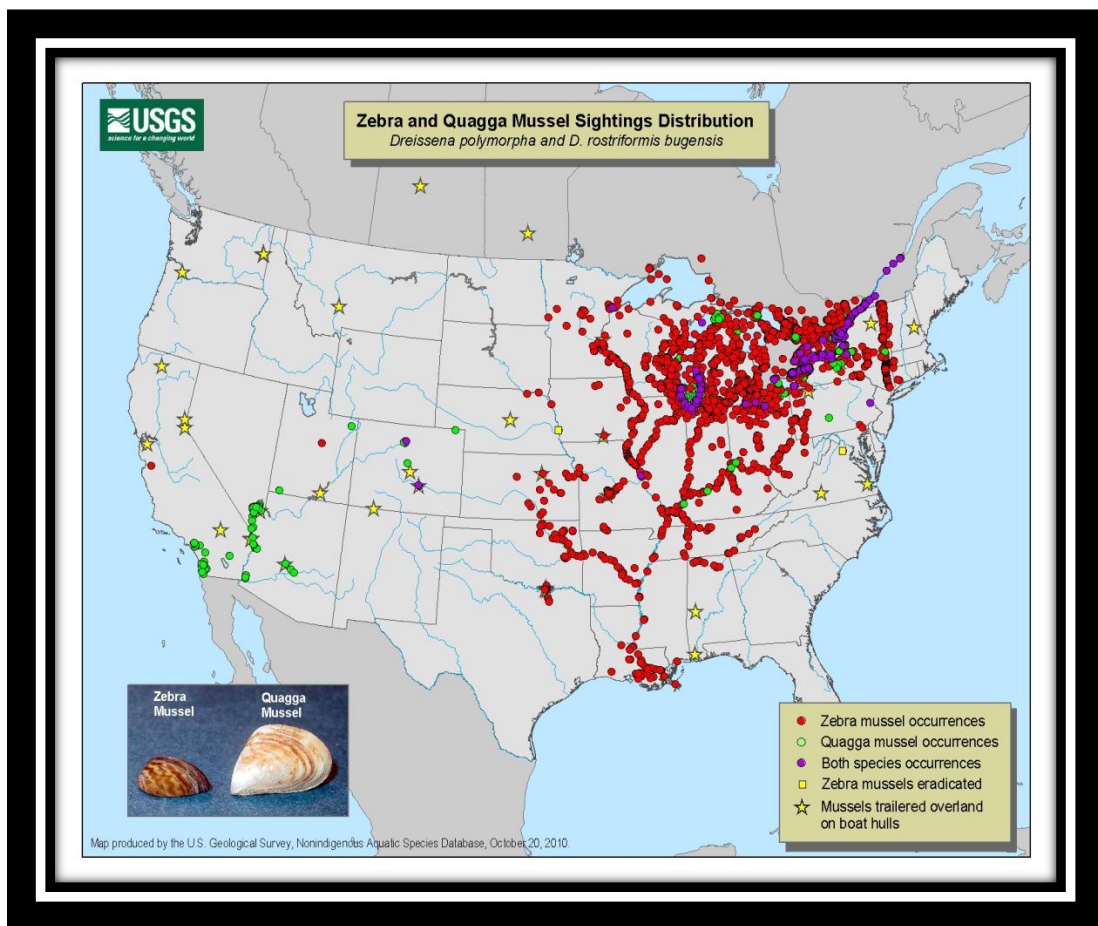 USGS
science for a changing world
Zebra and Quagga Mussel Sightings Distribution
Dreissena polymorpha and D. rostriformis bugensis
Zebra
Mussel
Quagga
Mussel
Zebra mussel occurrences
Quagga mussel occurrences
Both species occurrences
Zebra mussels eradicated
Mussels trailered overland
on boat hulls
Map produced by the U.S. Geological Survey, Nonindigenous Aquatic Species Database, October 20, 2010.